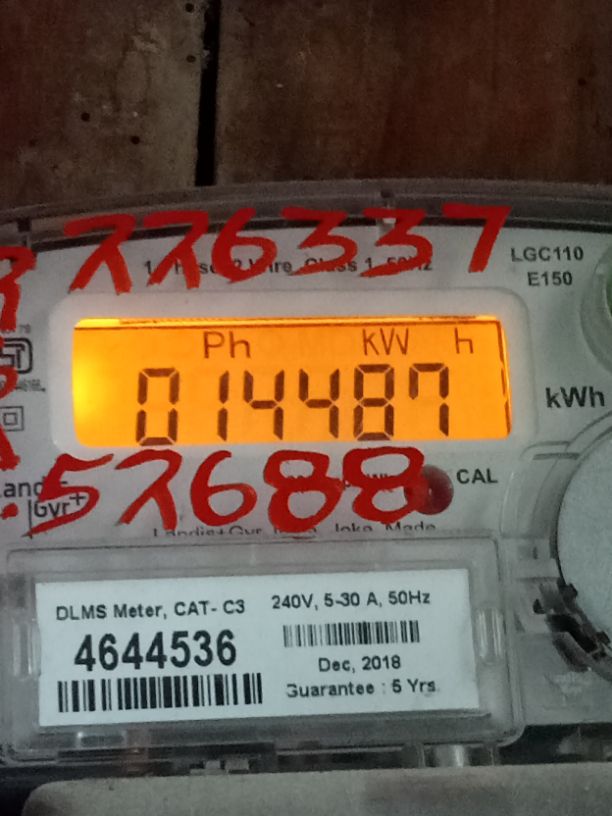 226337
LGC110
E150
Ph kW h
014487
kWh
52688
CAL
DLMS Meter, CAT- C3
240V, 5-30 A, 50Hz
4644536
Dec, 2018
Guarantee : 5 Yrs